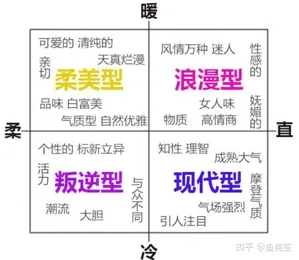 暖
可爱的 清纯的
天真烂漫
亲切
柔美型
品味 白富美
气质型 自然优雅
风情万种 迷人
性感的
浪漫型
女人味
妩媚的
物质 高情商
柔
直
个性的 标新立异
活力
叛逆型
与众不同
潮流
大胆
知性 理智
成熟大气
现代型
摩登气质
气场强烈
引人注目
冷